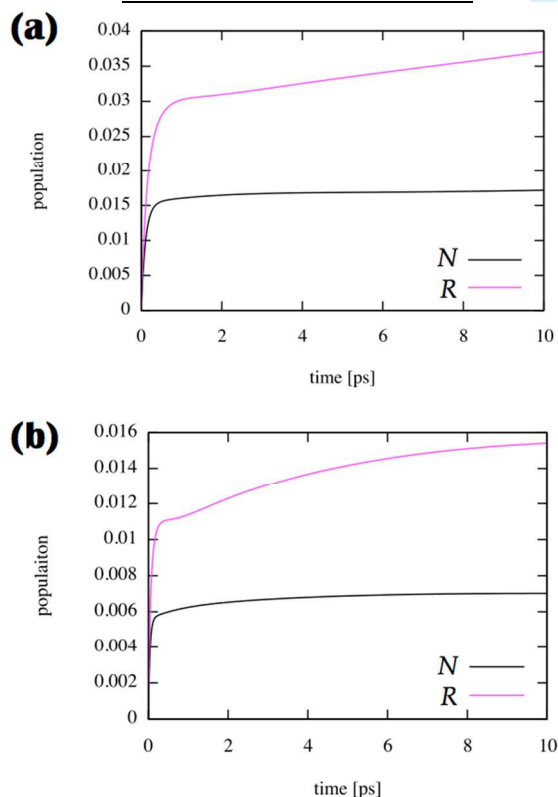 (a)
0.04
0.035
0.03
0.025
0.02
0.015
0.01
0.005
0
population
N
R
0 2 4 6 8 10
time [ps]
(b)
0.016
0.014
0.012
0.01
0.008
0.006
0.004
0.002
0
populaiton
N
R
0 2 4 6 8 10
time [ps]